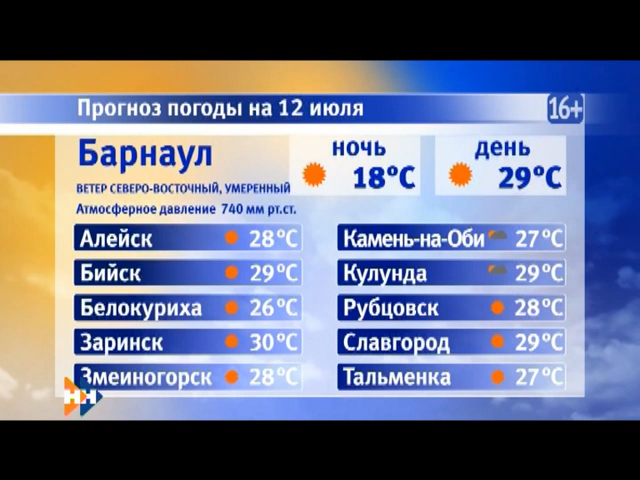 Прогноз погоды на 12 июля
16+
Барнаул
ночь
18°C
день
29°C
ВЕТЕР СЕВЕРО-ВОСТОЧНЫЙ, УМЕРЕННЫЙ
Атмосферное давление 740 мм рт.ст.
Алейск 28°C
Бийск 29°C
Белокуриха 26°C
Заринск 30°C
Змеиногорск 28°C
Камень-на-Оби 27°C
Кулунда 29°C
Рубцовск 28°C
Славгород 29°C
Тальменка 27°C
НН